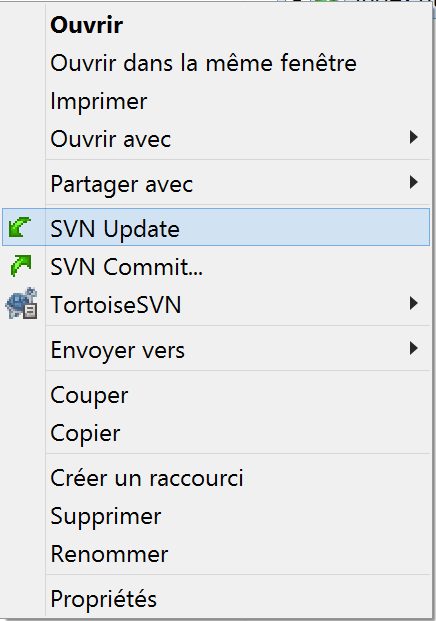 Ouvrir
Ouvrir dans la même fenêtre
Imprimer
Ouvrir avec
Partager avec
SVN Update
SVN Commit...
TortoiseSVN
Envoyer vers
Couper
Copier
Créer un raccourci
Supprimer
Renommer
Propriétés